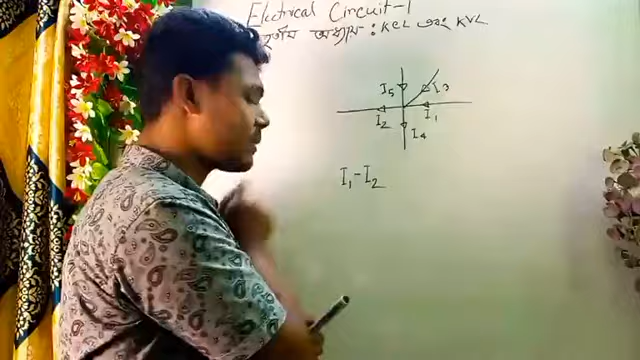 Electrical Circuit-1
তৃতীয় অধ্যায় : KCL এবং KVL
I₅ I₃
I₂ I₁
I₄
I₁-I₂